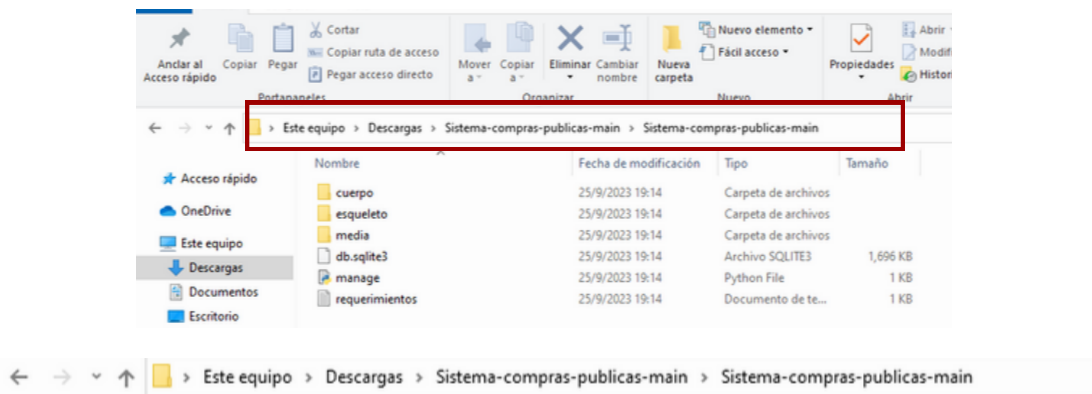 Anclar al Acceso rápido
Copiar
Pegar
Cortar
Copiar ruta de acceso
Pegar acceso directo
Portapapeles
Mover a
Copiar a
Eliminar
Cambiar nombre
Organizar
Nueva carpeta
Nuevo elemento
Fácil acceso
Nuevo
Propiedades
Abrir
Abrir
> Este equipo > Descargas > Sistema-compras-publicas-main > Sistema-compras-publicas-main
Acceso rápido
OneDrive
Este equipo
Descargas
Documentos
Escritorio
Nombre Fecha de modificación Tipo Tamaño
cuerpo 25/9/2023 19:14 Carpeta de archivos
esqueleto 25/9/2023 19:14 Carpeta de archivos
media 25/9/2023 19:14 Carpeta de archivos
db.sqlite3 25/9/2023 19:14 Archivo SQLITE3 1,696 KB
manage 25/9/2023 19:14 Python File 1 KB
requerimientos 25/9/2023 19:14 Documento de te... 1 KB
> Este equipo > Descargas > Sistema-compras-publicas-main > Sistema-compras-publicas-main